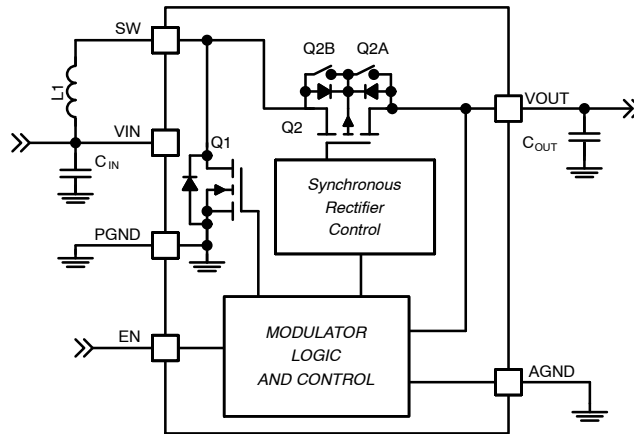 SW
Q2B Q2A
L1
Q2
VOUT
VIN
Q1
C IN
C OUT
Synchronous
Rectifier
Control
PGND
EN
MODULATOR
LOGIC
AND CONTROL
AGND